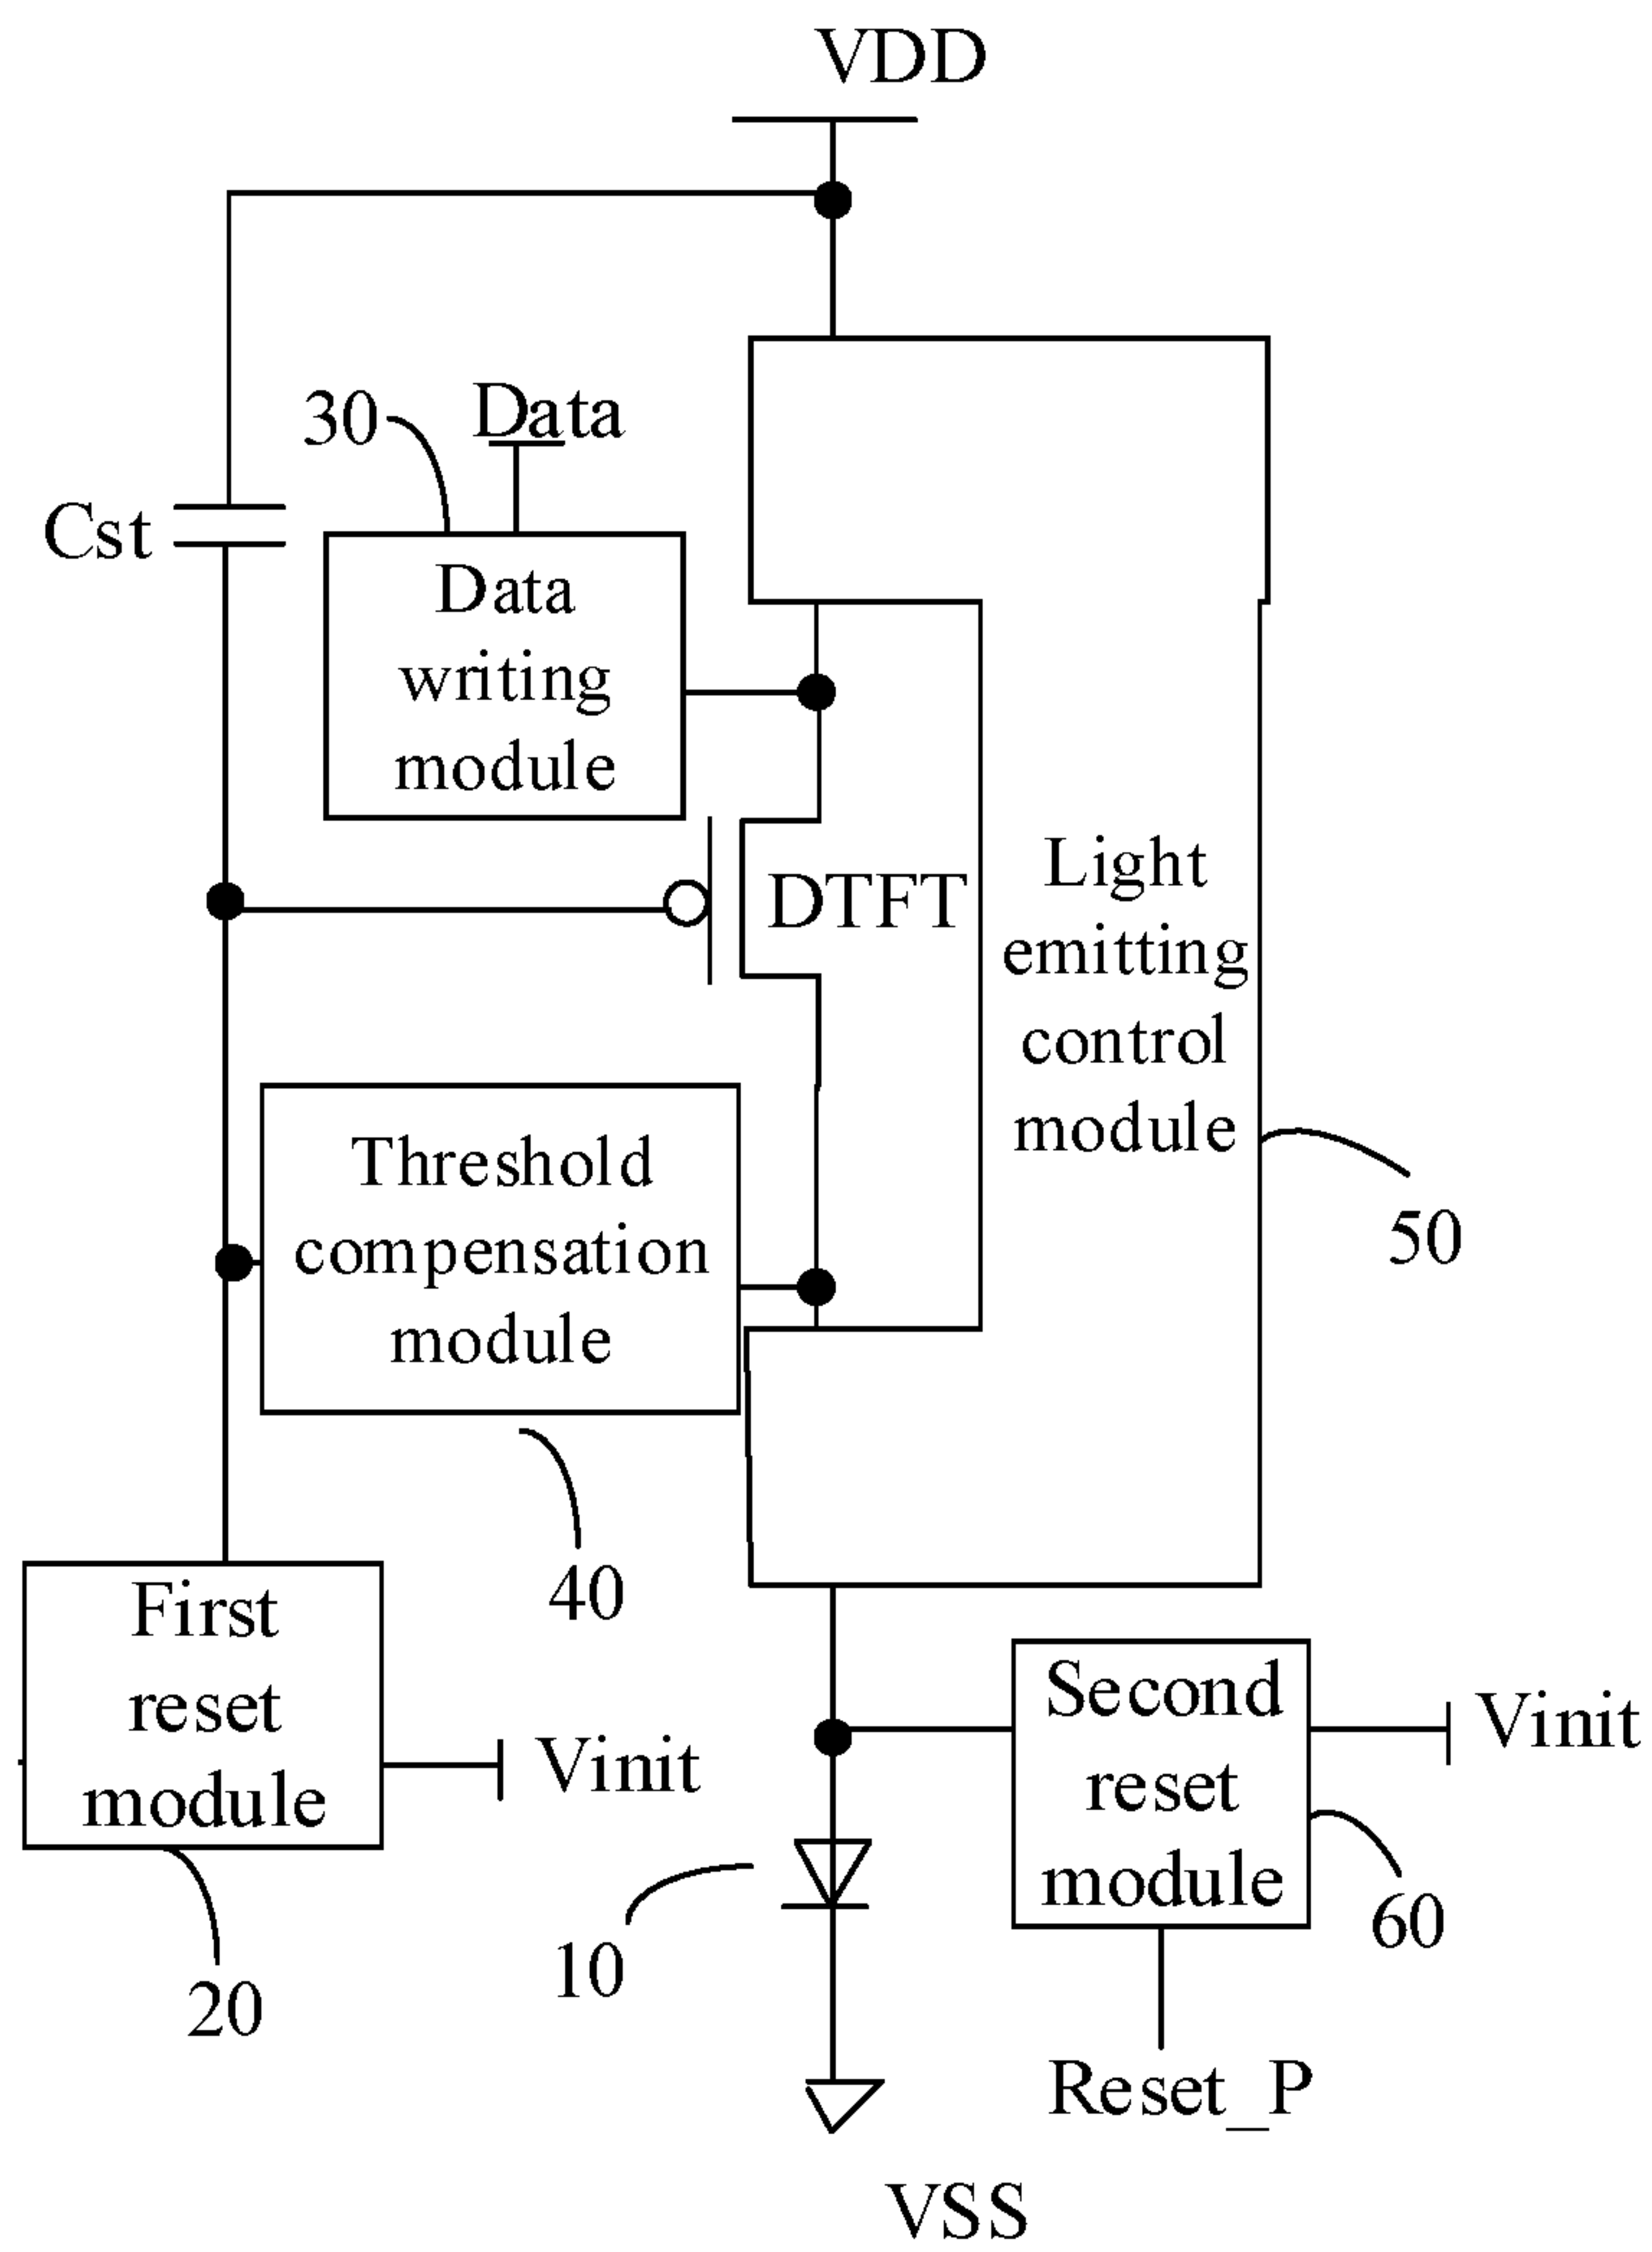 VDD
30
Data
Cst
Data
writing
module
DTFT
Light
emitting
control
module
50
Threshold
compensation
module
40
First
reset
module
Vinit
20
10
Second
reset
module
Vinit
60
Reset_P
VSS